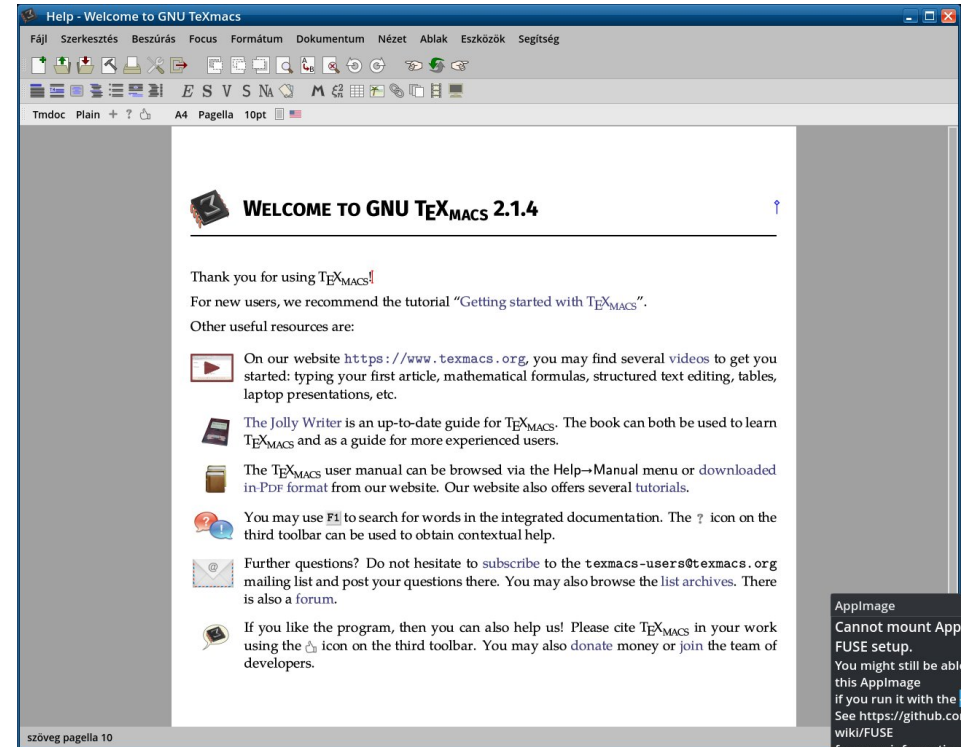 Help - Welcome to GNU TeXmacs
Fájl Szerkesztés Beszúrás Focus Formátum Dokumentum Nézet Ablak Eszközök Segítség
E S V S NA M
Tmdoc Plain + ? A4 Pagella 10pt
WELCOME TO GNU TEXMACS 2.1.4
Thank you for using TEXMACS!
For new users, we recommend the tutorial “Getting started with TEXMACS”.
Other useful resources are:
On our website https://www.texmacs.org, you may find several videos to get you
started: typing your first article, mathematical formulas, structured text editing, tables,
laptop presentations, etc.
The Jolly Writer is an up-to-date guide for TEXMACS. The book can both be used to learn
TEXMACS and as a guide for more experienced users.
The TEXMACS user manual can be browsed via the Help→Manual menu or downloaded
in PDF format from our website. Our website also offers several tutorials.
You may use F1 to search for words in the integrated documentation. The ? icon on the
third toolbar can be used to obtain contextual help.
Further questions? Do not hesitate to subscribe to the texmacs-users@texmacs.org
mailing list and post your questions there. You may also browse the list archives. There
is also a forum.
If you like the program, then you can also help us! Please cite TEXMACS in your work
using the icon on the third toolbar. You may also donate money or join the team of
developers.
AppImage
Cannot mount App
FUSE setup.
You might still be abl
this AppImage
if you run it with the
See https://github.co
wiki/FUSE
szöveg pagella 10